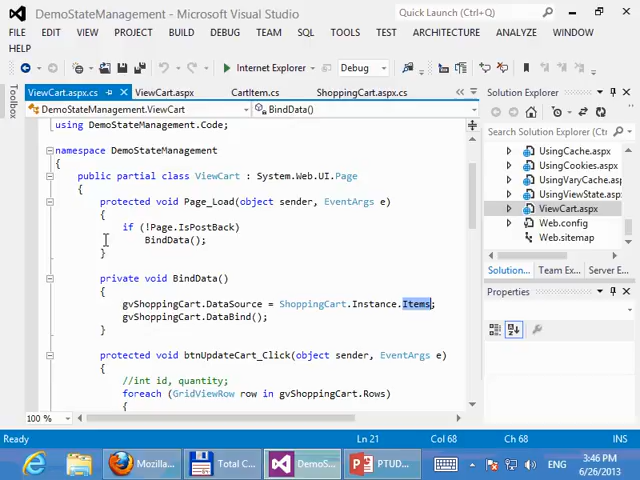 DemoStateManagement - Microsoft Visual Studio
Quick Launch (Ctrl+Q)
FILE EDIT VIEW PROJECT BUILD DEBUG TEAM SQL TOOLS TEST ARCHITECTURE ANALYZE WINDOW
HELP
Internet Explorer Debug
Toolbox
ViewCart.aspx.cs ViewCart.aspx CartItem.cs ShoppingCart.aspx.cs
DemoStateManagement.ViewCart BindData()
using DemoStateManagement.Code;
namespace DemoStateManagement
{
public partial class ViewCart : System.Web.UI.Page
{
protected void Page_Load(object sender, EventArgs e)
{
if (!Page.IsPostBack)
BindData();
}
private void BindData()
{
gvShoppingCart.DataSource = ShoppingCart.Instance.Items;
gvShoppingCart.DataBind();
}
protected void btnUpdateCart_Click(object sender, EventArgs e)
{
//int id, quantity;
foreach (GridViewRow row in gvShoppingCart.Rows)
{
100 %
Solution Explorer
Search Solution Explorer (Ctrl+;)
UsingCache.aspx
UsingCookies.aspx
UsingVaryCache.aspx
UsingViewState.aspx
ViewCart.aspx
Web.config
Web.sitemap
Solution... Team Ex... Server E...
Properties
Ready Ln 21 Col 68 Ch 68 INS
Mozilla... Total C... DemoS... PTUD... ENG
3:46 PM
6/26/2013